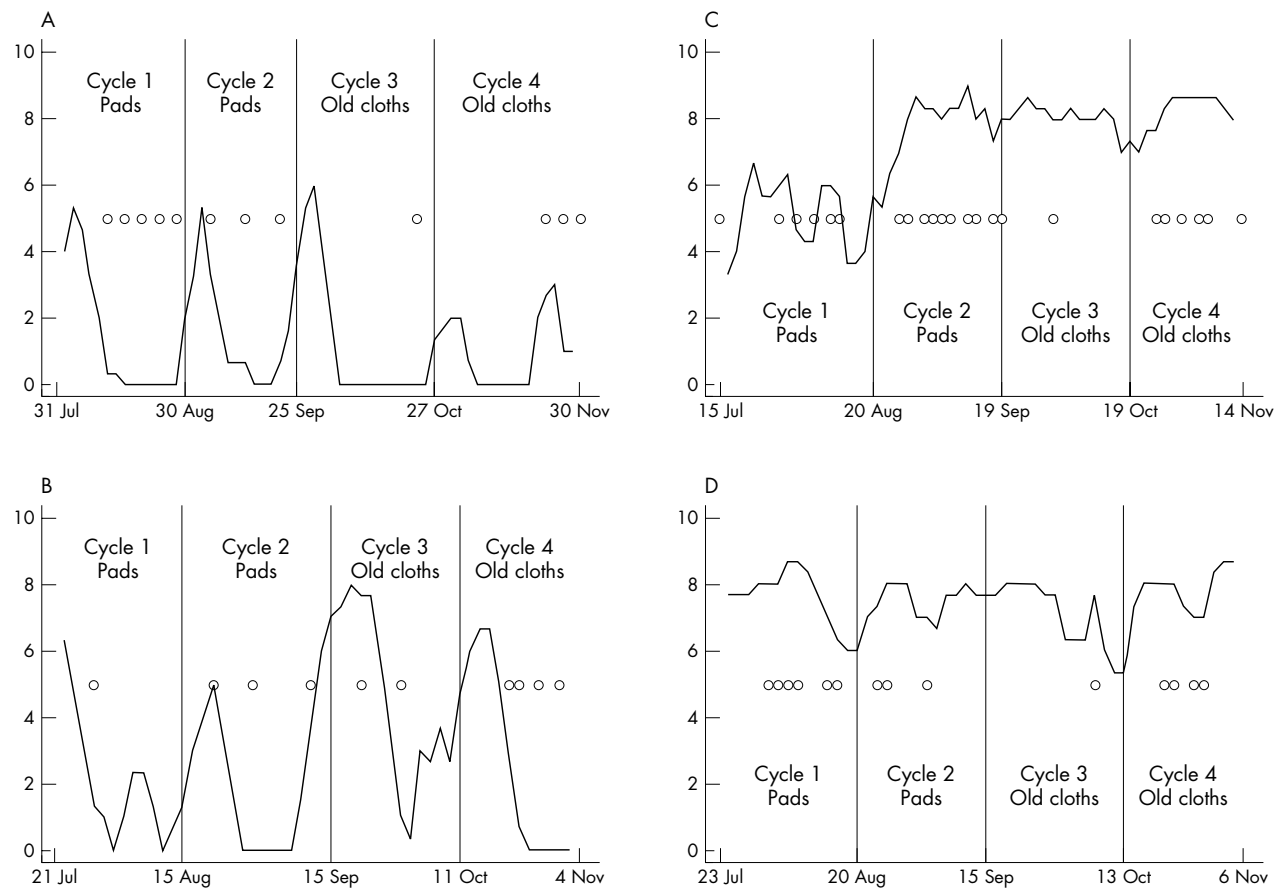 A
10
8
6
4
2
0
Cycle 1
Pads
Cycle 2
Pads
Cycle 3
Old cloths
Cycle 4
Old cloths
31 Jul 30 Aug 25 Sep 27 Oct 30 Nov
C
10
8
6
4
2
0
Cycle 1
Pads
Cycle 2
Pads
Cycle 3
Old cloths
Cycle 4
Old cloths
15 Jul 20 Aug 19 Sep 19 Oct 14 Nov
B
10
8
6
4
2
0
Cycle 1
Pads
Cycle 2
Pads
Cycle 3
Old cloths
Cycle 4
Old cloths
21 Jul 15 Aug 15 Sep 11 Oct 4 Nov
D
10
8
6
4
2
0
Cycle 1
Pads
Cycle 2
Pads
Cycle 3
Old cloths
Cycle 4
Old cloths
23 Jul 20 Aug 15 Sep 13 Oct 6 Nov